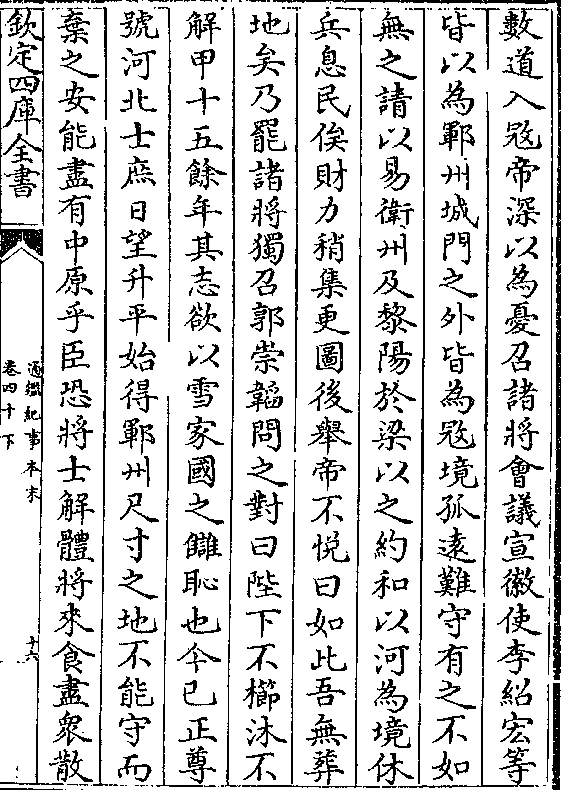 數道入𡨥帝深以為憂召諸將會議宣徽使李紹宏等
皆以為鄆州城門之外皆為𡨥境孤遠難守有之不如
無之請以易衛州及黎陽於梁以之約和以河為境休
兵息民俟財力稍集更圖後舉帝不悅曰如此吾無葬
地矣乃罷諸將獨召郭崇韜問之對曰陛下不櫛沐不
解甲十五餘年其志欲以雪家國之讎恥也今已正尊
號河北士庶日望升平始得鄆州尺寸之地不能守而
棄之安能盡有中原乎臣恐將士解體將來食盡衆散
欽定四庫全書
通鑑紀事本末
卷四十下
十六